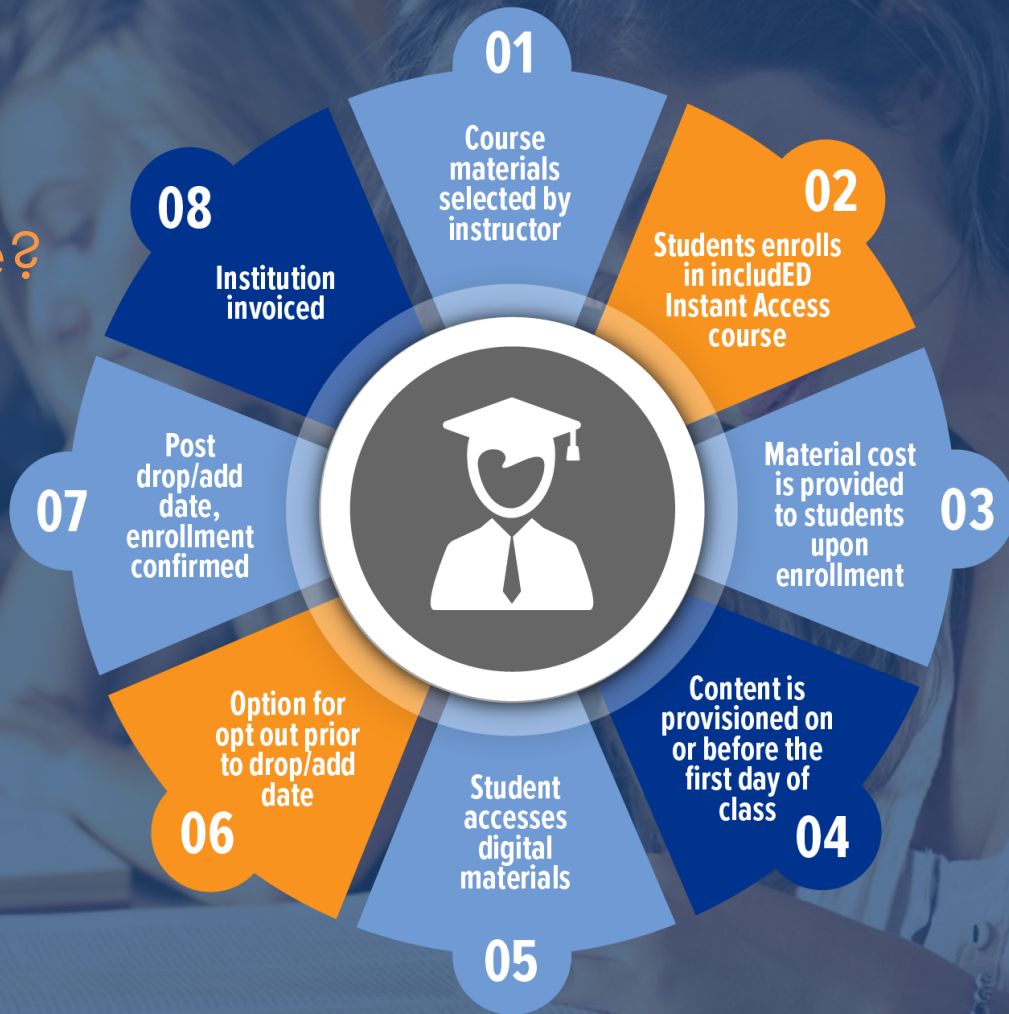 01
Course
materials
selected by
instructor
02
Students enrolls
in includED
Instant Access
course
03
Material cost
is provided
to students
upon
enrollment
04
Content is
provisioned on
or before the
first day of
class
05
Student
accesses
digital
materials
06
Option for
opt out prior
to drop/add
date
07
Post
drop/add
date,
enrollment
confirmed
08
Institution
invoiced